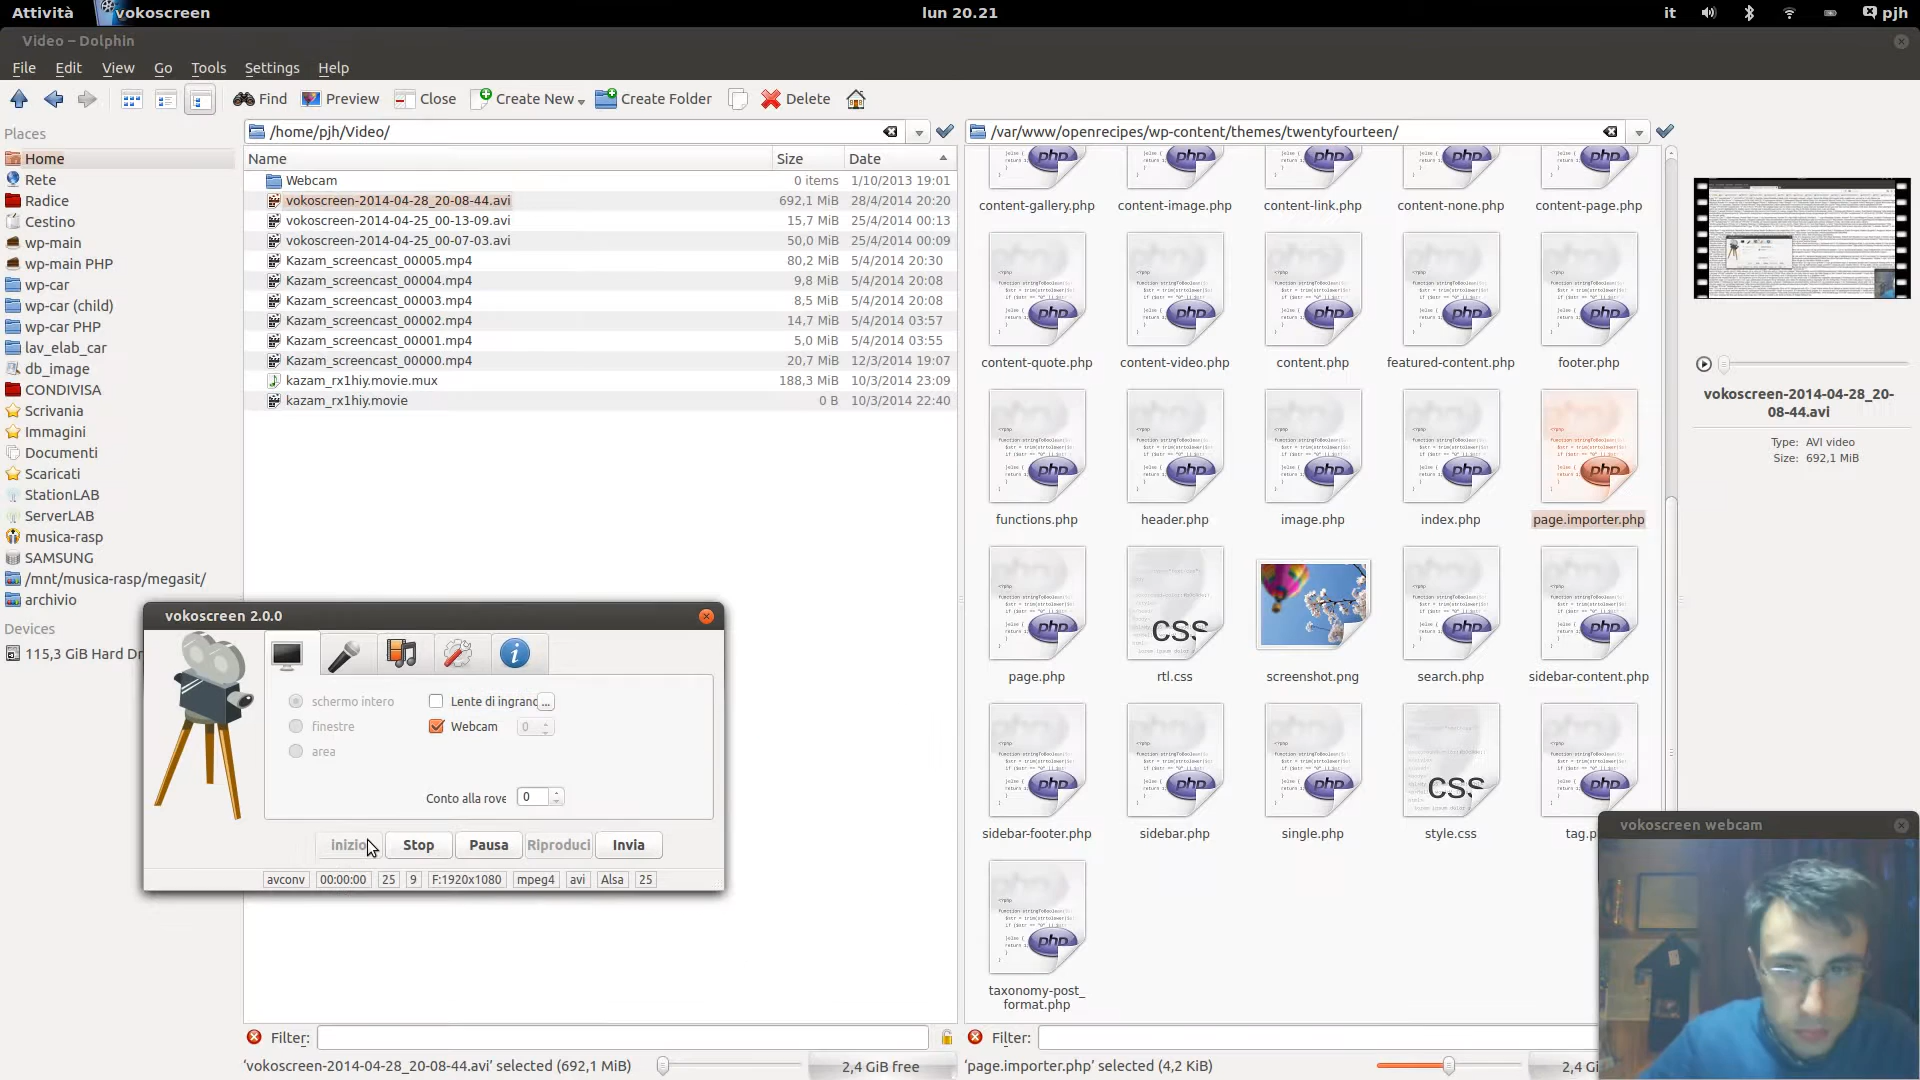 Attività
vokoscreen
lun 20.21
it
pjh
Video – Dolphin
File Edit View Go Tools Settings Help
Find Preview Close Create New Create Folder Delete
Places
Home
Rete
Radice
Cestino
wp-main
wp-main PHP
wp-car
wp-car (child)
wp-car PHP
lav_elab_car
db_image
CONDIVISA
Scrivania
Immagini
Documenti
Scaricati
StationLAB
ServerLAB
musica-rasp
SAMSUNG
/mnt/musica-rasp/megasit/
archivio
Devices
115,3 GiB Hard Dr
/home/pjh/Video/
Name Size Date
Webcam 0 items 1/10/2013 19:01
vokoscreen-2014-04-28_20-08-44.avi 692,1 MiB 28/4/2014 20:20
vokoscreen-2014-04-25_00-13-09.avi 15,7 MiB 25/4/2014 00:13
vokoscreen-2014-04-25_00-07-03.avi 50,0 MiB 25/4/2014 00:09
Kazam_screencast_00005.mp4 80,2 MiB 5/4/2014 20:30
Kazam_screencast_00004.mp4 9,8 MiB 5/4/2014 20:08
Kazam_screencast_00003.mp4 8,5 MiB 5/4/2014 20:08
Kazam_screencast_00002.mp4 14,7 MiB 5/4/2014 03:57
Kazam_screencast_00001.mp4 5,0 MiB 5/4/2014 03:55
Kazam_screencast_00000.mp4 20,7 MiB 12/3/2014 19:07
kazam_rx1hiy.movie.mux 188,3 MiB 10/3/2014 23:09
kazam_rx1hiy.movie 0 B 10/3/2014 22:40
vokoscreen 2.0.0
schermo intero
finestre
area
Lente di ingranc ...
Webcam 0
Conto alla rove 0
Inizio Stop Pausa Riproduci Invia
avconv 00:00:00 25 9 F:1920x1080 mpeg4 avi Alsa 25
Filter:
'vokoscreen-2014-04-28_20-08-44.avi' selected (692,1 MiB)
2,4 GiB free
/var/www/openrecipes/wp-content/themes/twentyfourteen/
content-gallery.php content-image.php content-link.php content-none.php content-page.php
content-quote.php content-video.php content.php featured-content.php footer.php
functions.php header.php image.php index.php page.importer.php
page.php rtl.css screenshot.png search.php sidebar-content.php
sidebar-footer.php sidebar.php single.php style.css tag.p
taxonomy-post_
format.php
Filter:
'page.importer.php' selected (4,2 KiB)
2,4 Gi
vokoscreen-2014-04-28_20-
08-44.avi
Type: AVI video
Size: 692,1 MiB
vokoscreen webcam